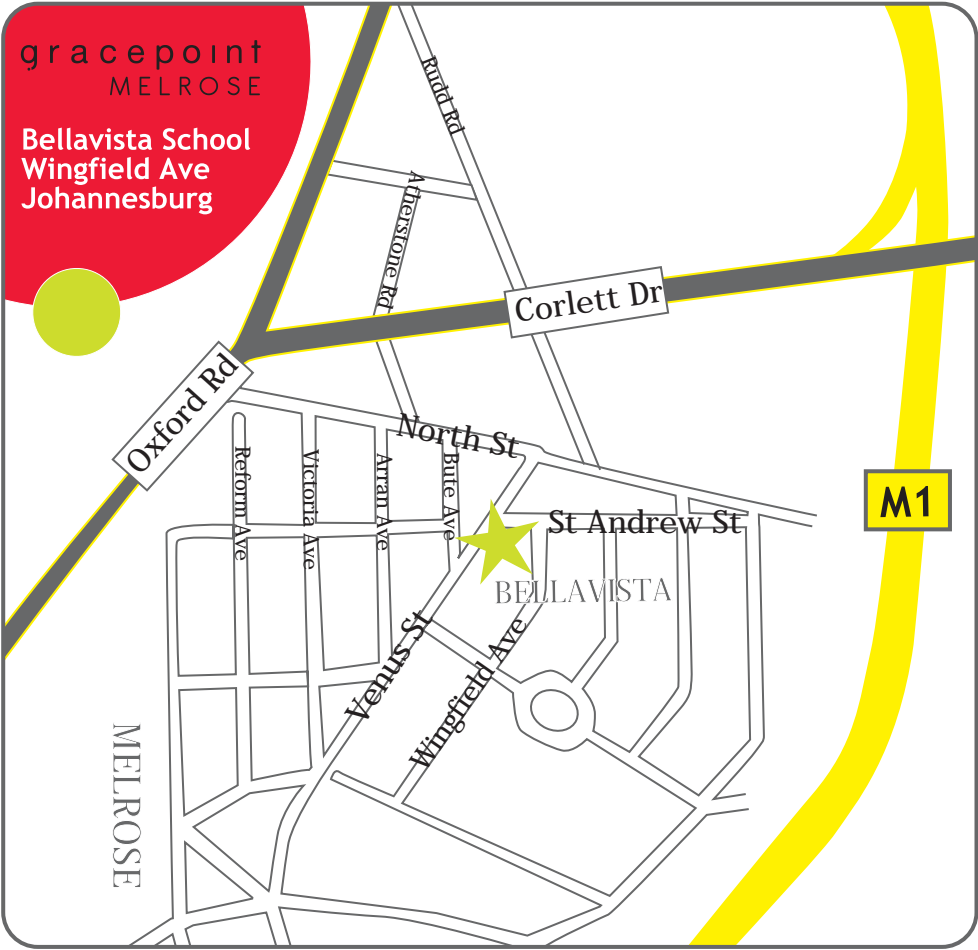 gracepoint
MELROSE
Bellavista School
Wingfield Ave
Johannesburg
Rudd Rd
Atherstone Rd
Corlett Dr
Oxford Rd
North St
Reform Ave
Victoria Ave
Arran Ave
Bute Ave
M1
St Andrew St
BELLAVISTA
Venus St
Wingfield Ave
MELROSE